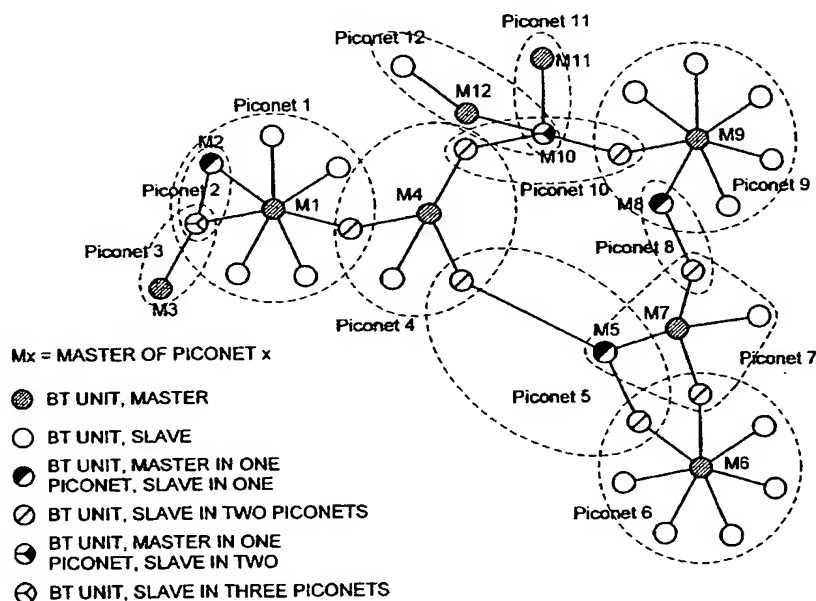 Piconet 11
Piconet 12
M11
M12
Piconet 1
M2
M10
M9
Piconet 2
M4
Piconet 10
Piconet 9
M1
M8
Piconet 3
Piconet 8
M3
Piconet 4
M5
M7
Piconet 7
Mx = MASTER OF PICONET x
Piconet 5
BT UNIT, MASTER
BT UNIT, SLAVE
BT UNIT, MASTER IN ONE
PICONET, SLAVE IN ONE
M6
BT UNIT, SLAVE IN TWO PICONETS
Piconet 6
BT UNIT, MASTER IN ONE
PICONET, SLAVE IN TWO
BT UNIT, SLAVE IN THREE PICONETS